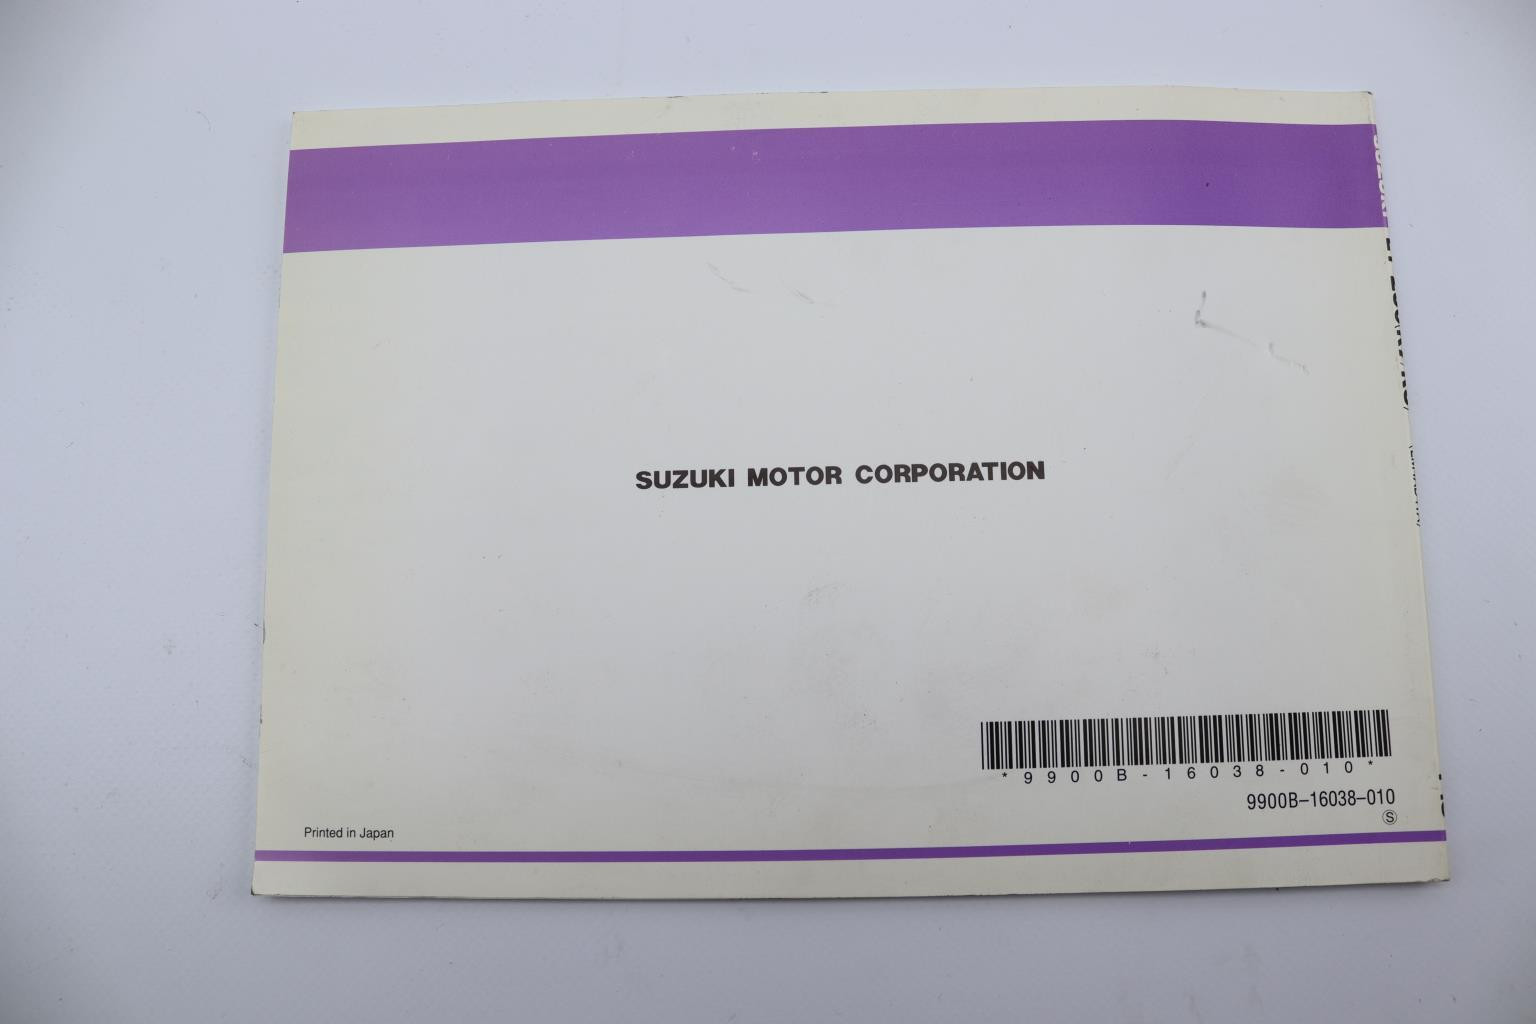 SUZUKI MOTOR CORPORATION
*9900B-16038-010*
9900B–16038–010
Ⓢ
Printed in Japan